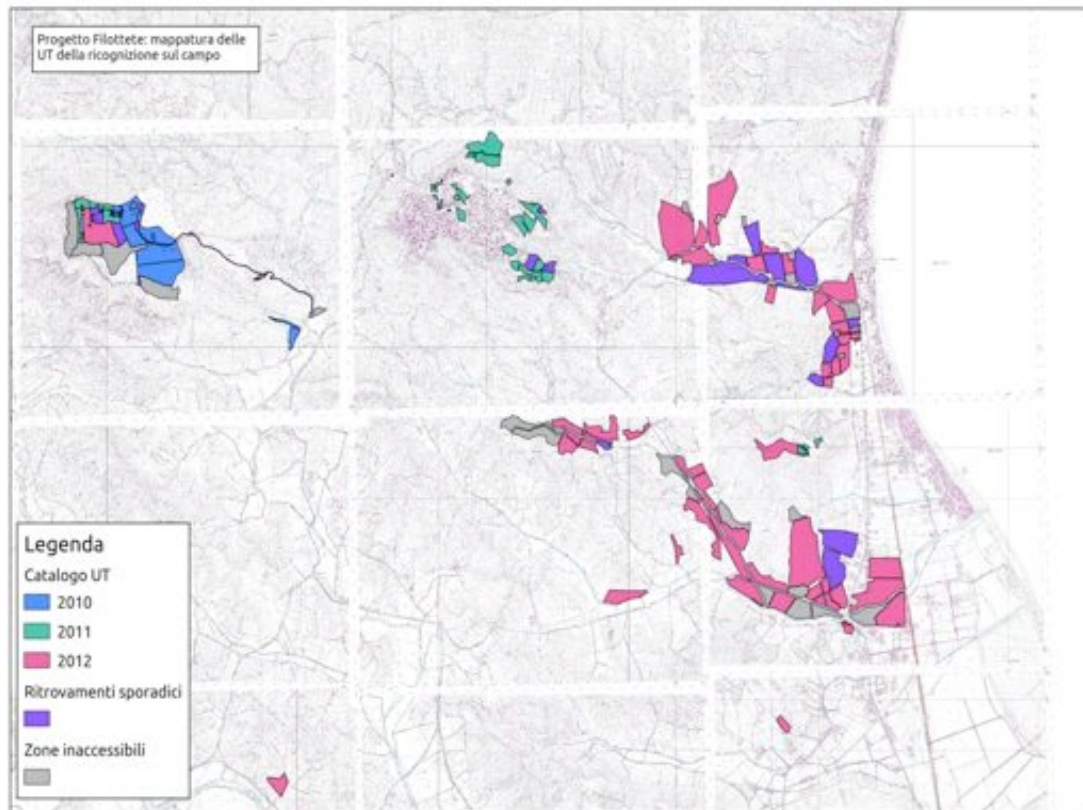 Progetto Filottete: mappatura delle
UT della ricognizione sul campo
Legenda
Catalogo UT
2010
2011
2012
Ritrovamenti sporadici
Zone inaccessibili